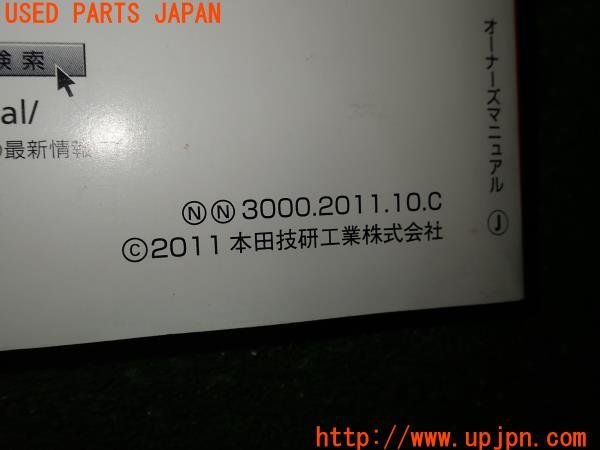 USED PARTS JAPAN
検索
al/
の最新情報
オーナーズマニュアル Ⓙ
ⓃⓃ 3000.2011.10.C
©2011 本田技研工業株式会社
http://www.upjpn.com